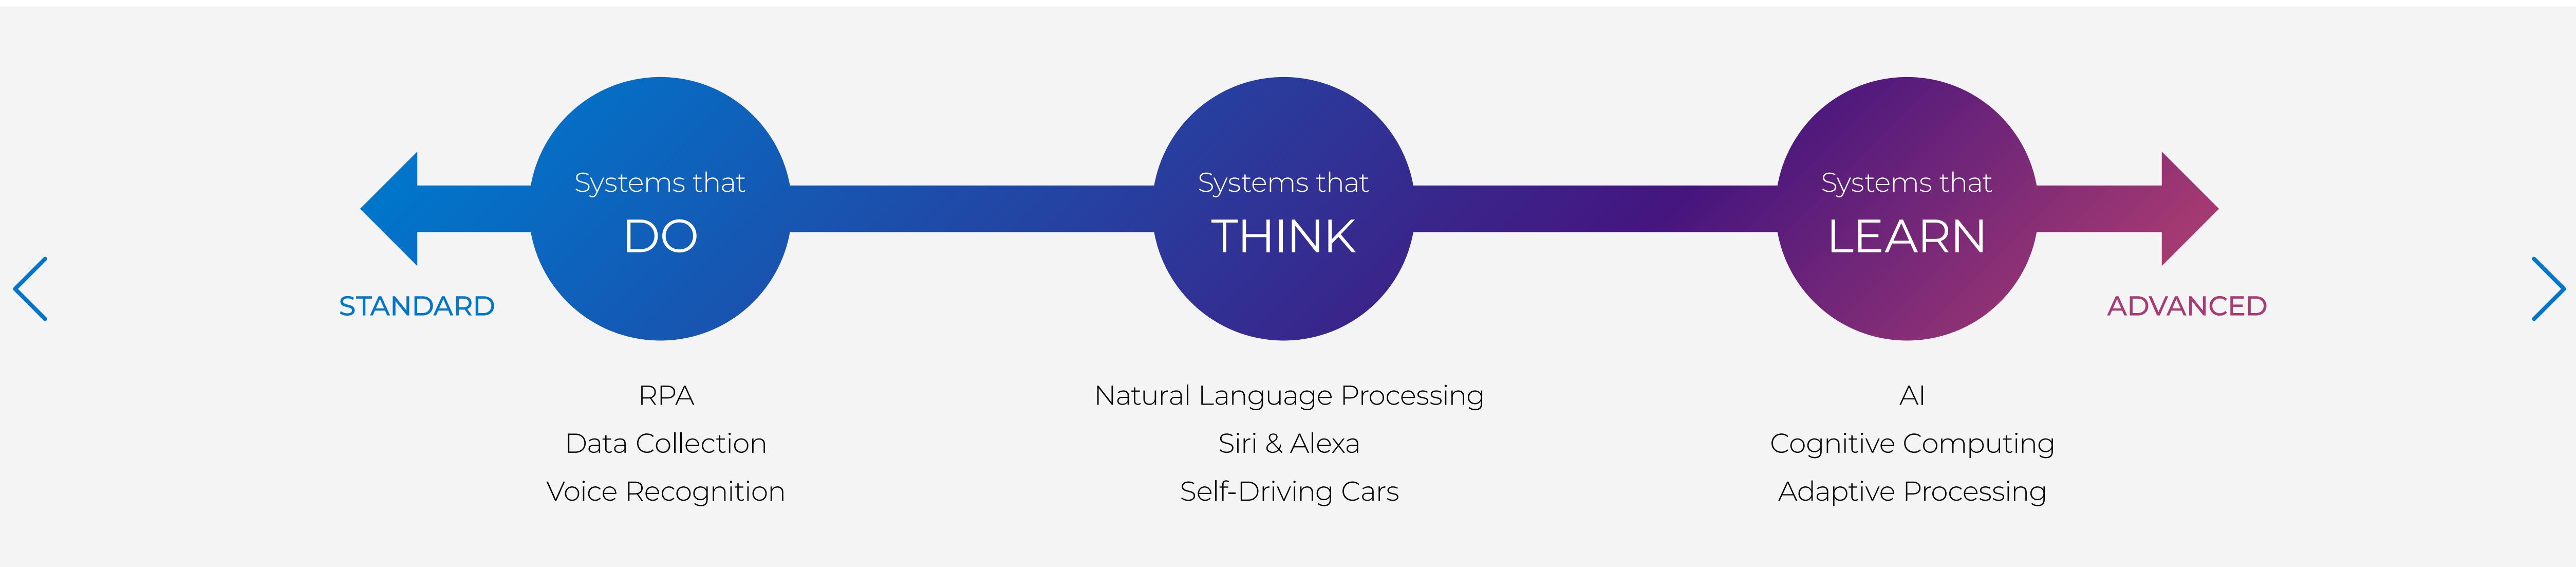 Systems that
DO
Systems that
THINK
Systems that
LEARN
STANDARD
ADVANCED
RPA
Data Collection
Voice Recognition
Natural Language Processing
Siri & Alexa
Self-Driving Cars
AI
Cognitive Computing
Adaptive Processing